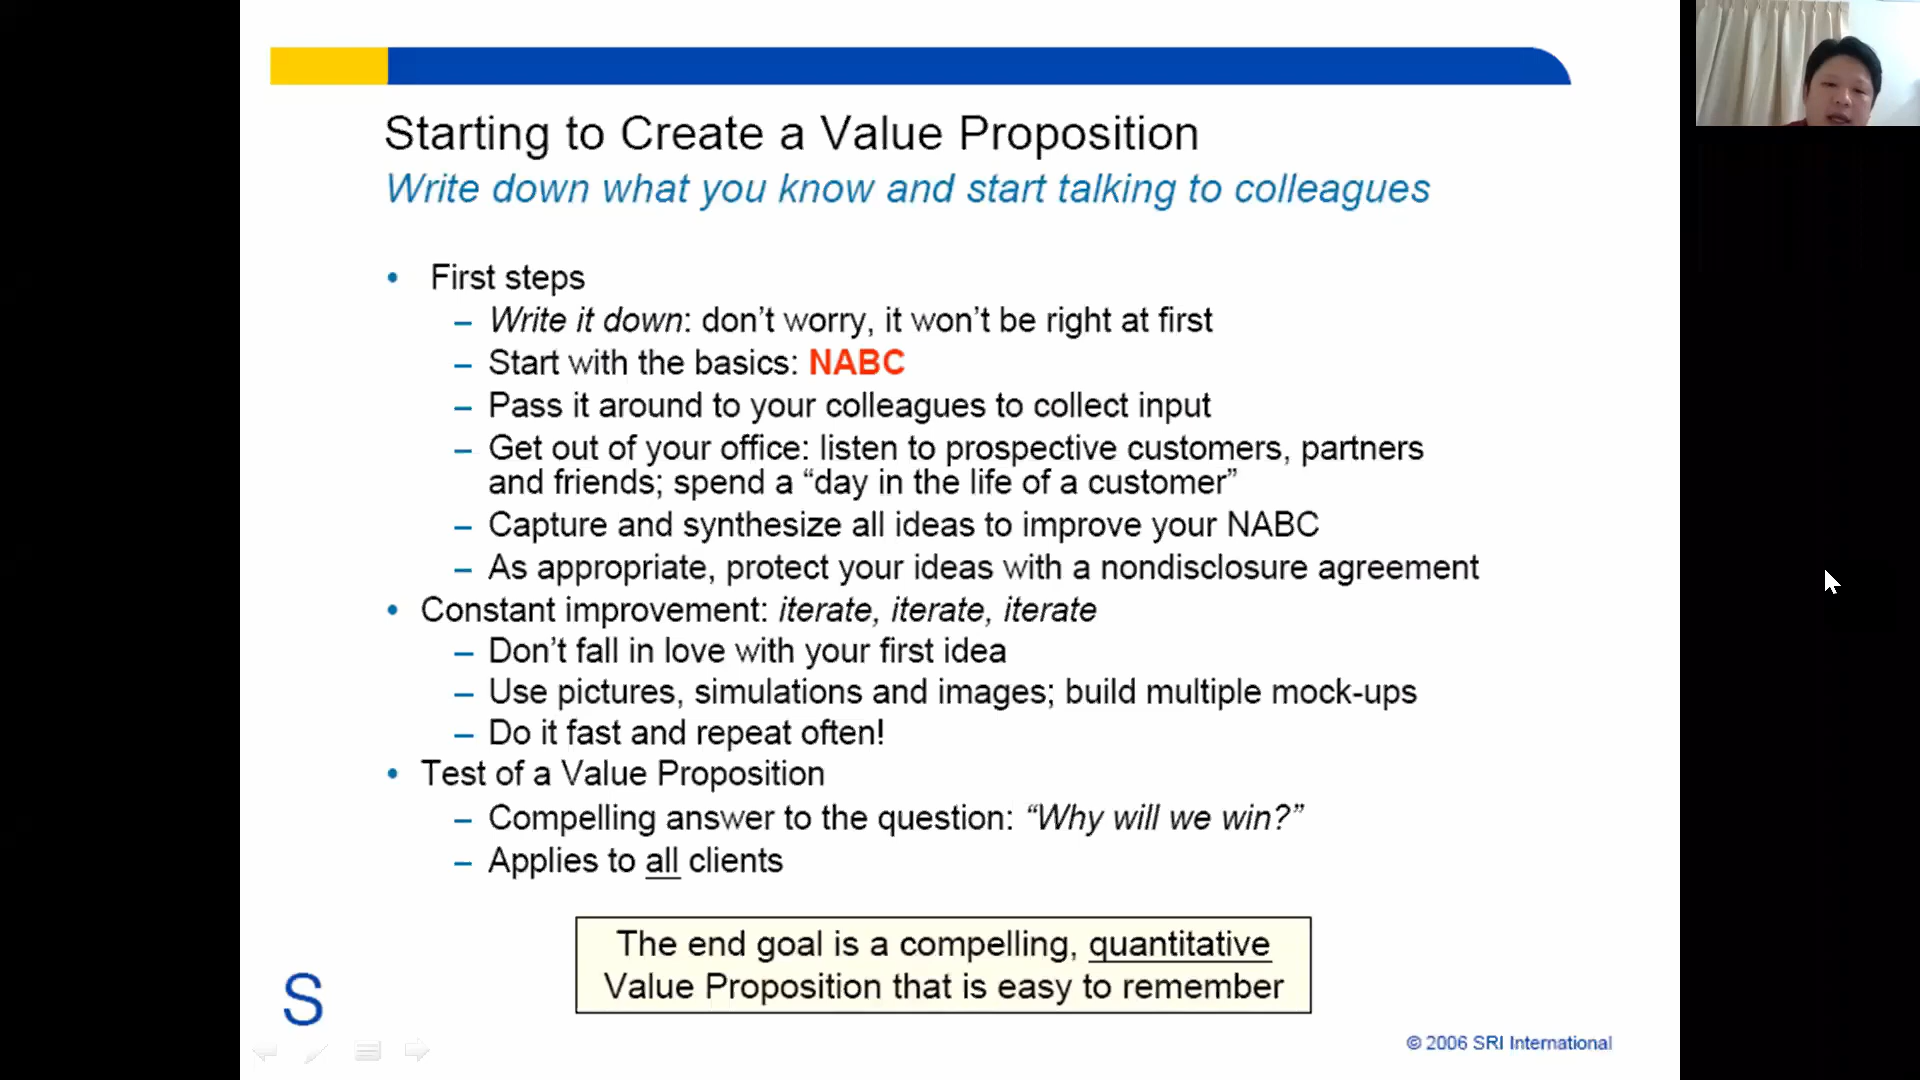 Starting to Create a Value Proposition
Write down what you know and start talking to colleagues
• First steps
– Write it down: don’t worry, it won’t be right at first
– Start with the basics: NABC
– Pass it around to your colleagues to collect input
– Get out of your office: listen to prospective customers, partners
and friends; spend a “day in the life of a customer”
– Capture and synthesize all ideas to improve your NABC
– As appropriate, protect your ideas with a nondisclosure agreement
• Constant improvement: iterate, iterate, iterate
– Don’t fall in love with your first idea
– Use pictures, simulations and images; build multiple mock-ups
– Do it fast and repeat often!
• Test of a Value Proposition
– Compelling answer to the question: “Why will we win?”
– Applies to all clients
The end goal is a compelling, quantitative
Value Proposition that is easy to remember
S
© 2006 SRI International